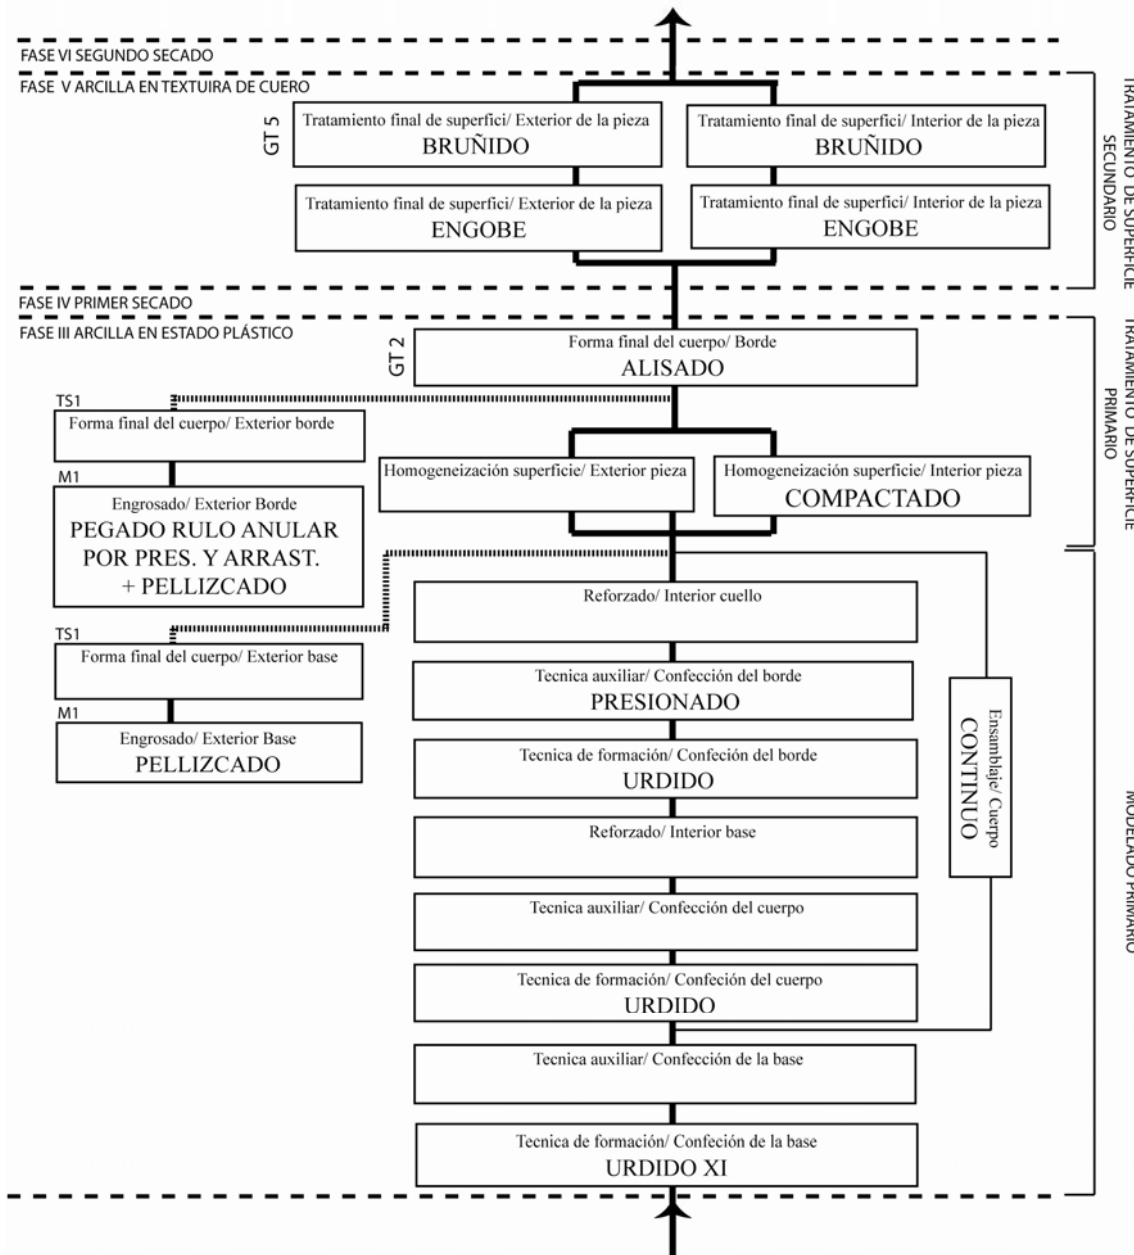 FASE VI SEGUNDO SECADO
FASE V ARCILLA EN TEXTUIRA DE CUERO
GT 5
Tratamiento final de superfici/ Exterior de la pieza
BRUÑIDO
Tratamiento final de superfici/ Interior de la pieza
BRUÑIDO
Tratamiento final de superfici/ Exterior de la pieza
ENGOBE
Tratamiento final de superfici/ Interior de la pieza
ENGOBE
TRATAMIENTO DE SUPERFICIE
SECUNDARIO
FASE IV PRIMER SECADO
FASE III ARCILLA EN ESTADO PLÁSTICO
GT 2
Forma final del cuerpo/ Borde
ALISADO
TRATAMIENTO DE SUPERFICIE
PRIMARIO
TS1
Forma final del cuerpo/ Exterior borde
M1
Engrosado/ Exterior Borde
PEGADO RULO ANULAR
POR PRES. Y ARRAST.
+ PELLIZCADO
Homogeneización superficie/ Exterior pieza
Homogeneización superficie/ Interior pieza
COMPACTADO
TS1
Forma final del cuerpo/ Exterior base
M1
Engrosado/ Exterior Base
PELLIZCADO
Reforzado/ Interior cuello
Tecnica auxiliar/ Confección del borde
PRESIONADO
Tecnica de formación/ Confeción del borde
URDIDO
Reforzado/ Interior base
Tecnica auxiliar/ Confección del cuerpo
Tecnica de formación/ Confeción del cuerpo
URDIDO
Ensamblaje/ Cuerpo
CONTINUO
Tecnica auxiliar/ Confección de la base
Tecnica de formación/ Confeción de la base
URDIDO XI
MODELADO PRIMARIO